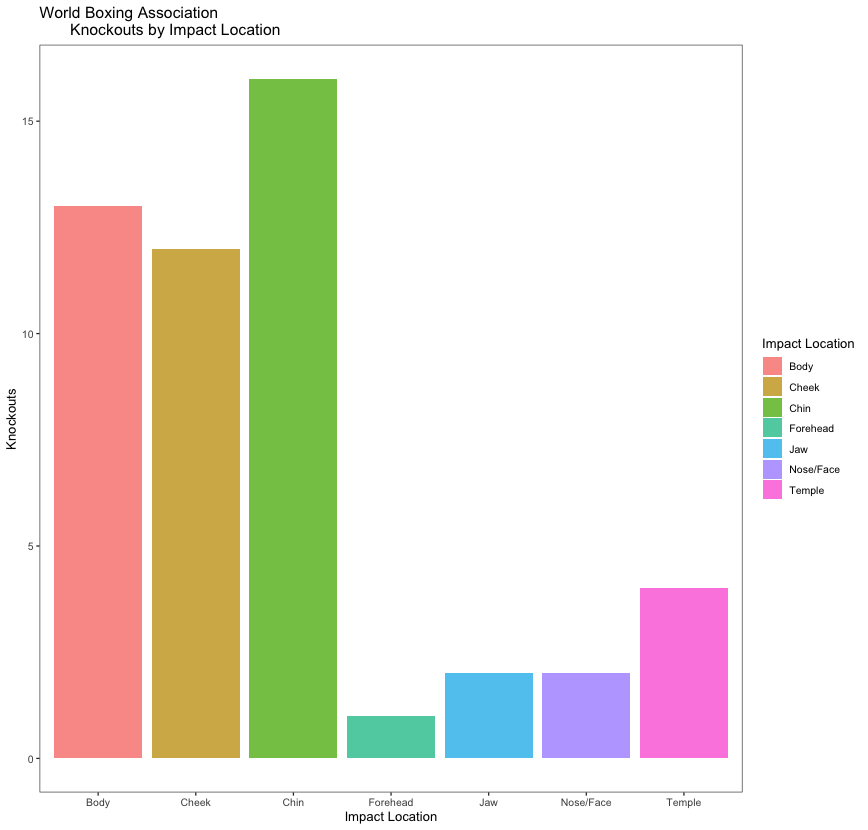 World Boxing Association
Knockouts by Impact Location
15
10
5
0
Knockouts
Body Cheek Chin Forehead Jaw Nose/Face Temple
Impact Location
Impact Location
Body
Cheek
Chin
Forehead
Jaw
Nose/Face
Temple